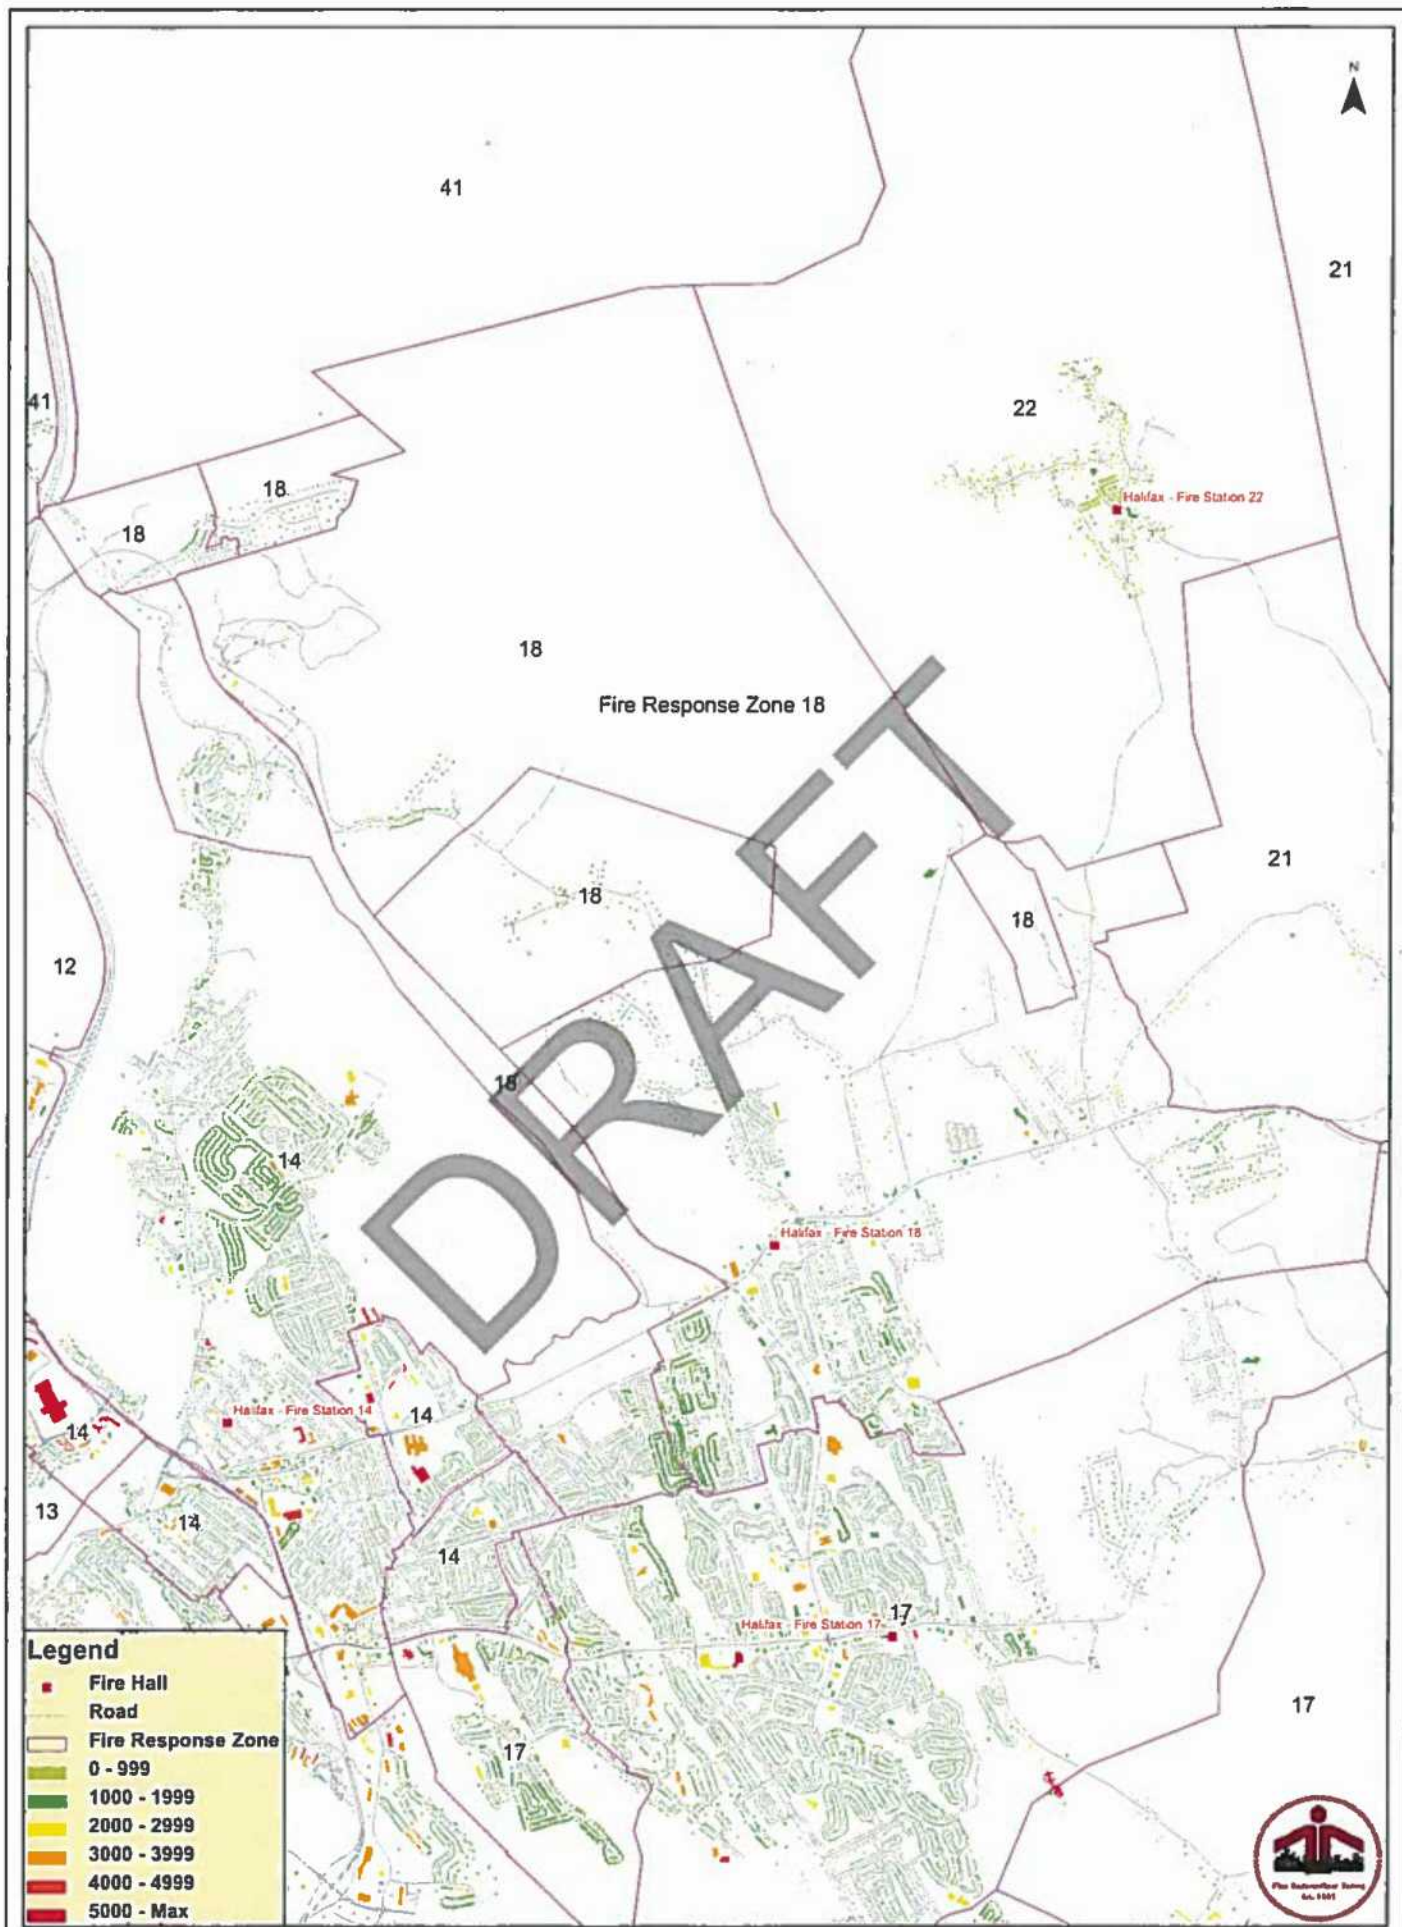 N
41
21
41
22
Halifax - Fire Station 22
18
18
18
Fire Response Zone 18
21
18
18
12
18
14
DRAFT
Halifax - Fire Station 18
Halifax - Fire Station 14
14
14
13
14
14
Halifax - Fire Station 17
17
17
17
Legend
Fire Hall
Road
Fire Response Zone
0 - 999
1000 - 1999
2000 - 2999
3000 - 3999
4000 - 4999
5000 - Max